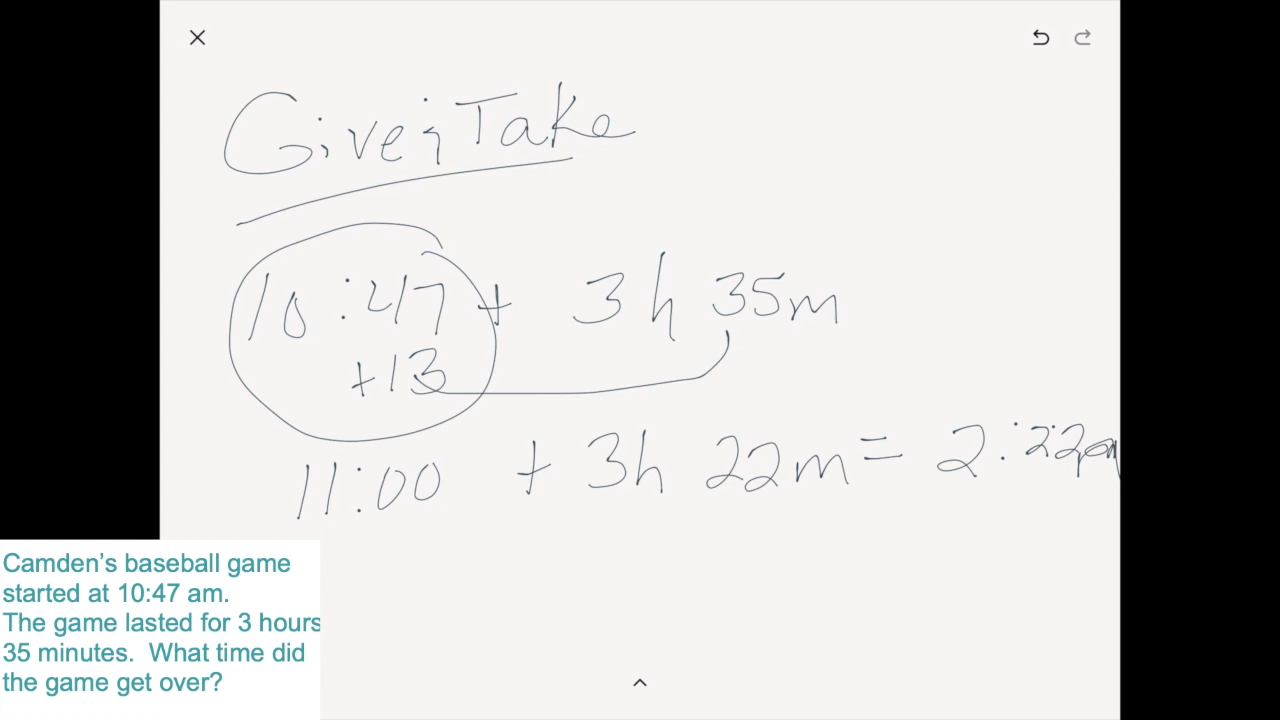 Give & Take
10:47 + 3h 35m
+13
11:00 + 3h 22m = 2:22pm
Camden's baseball game
started at 10:47 am.
The game lasted for 3 hours
35 minutes. What time did
the game get over?